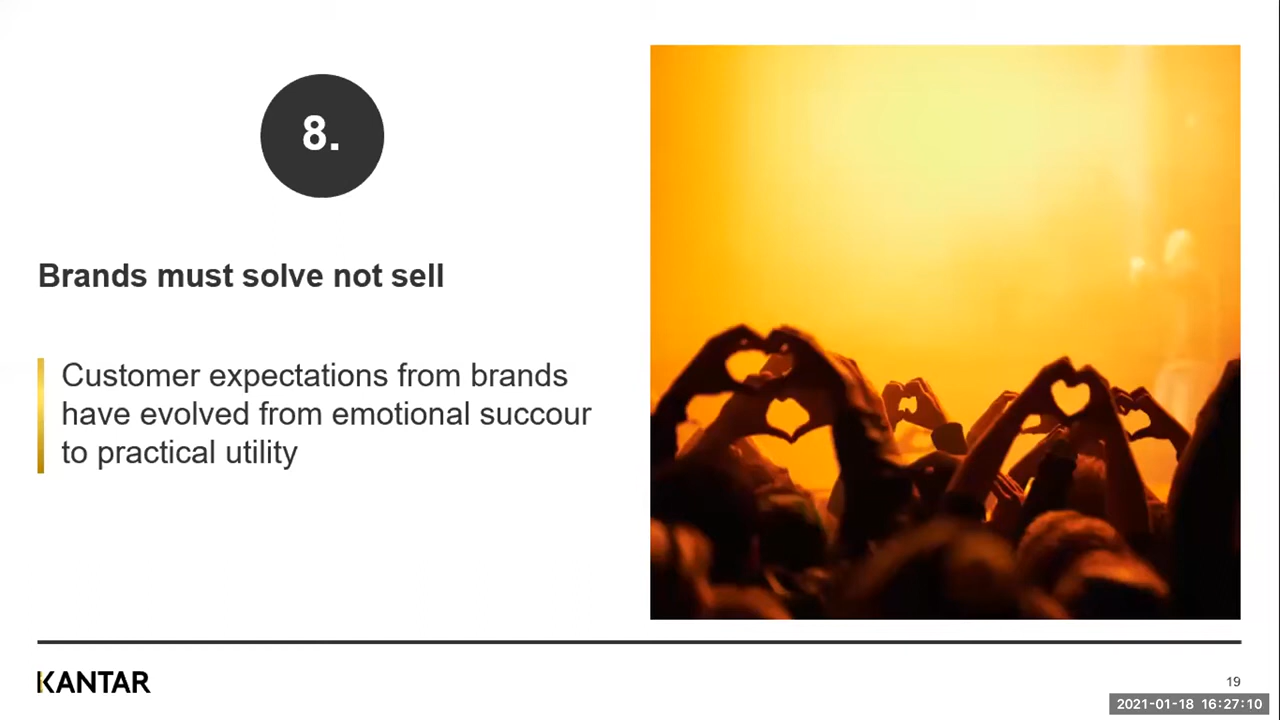 8.
Brands must solve not sell
Customer expectations from brands
have evolved from emotional succour
to practical utility
KANTAR
19
2021-01-18 16:27:10